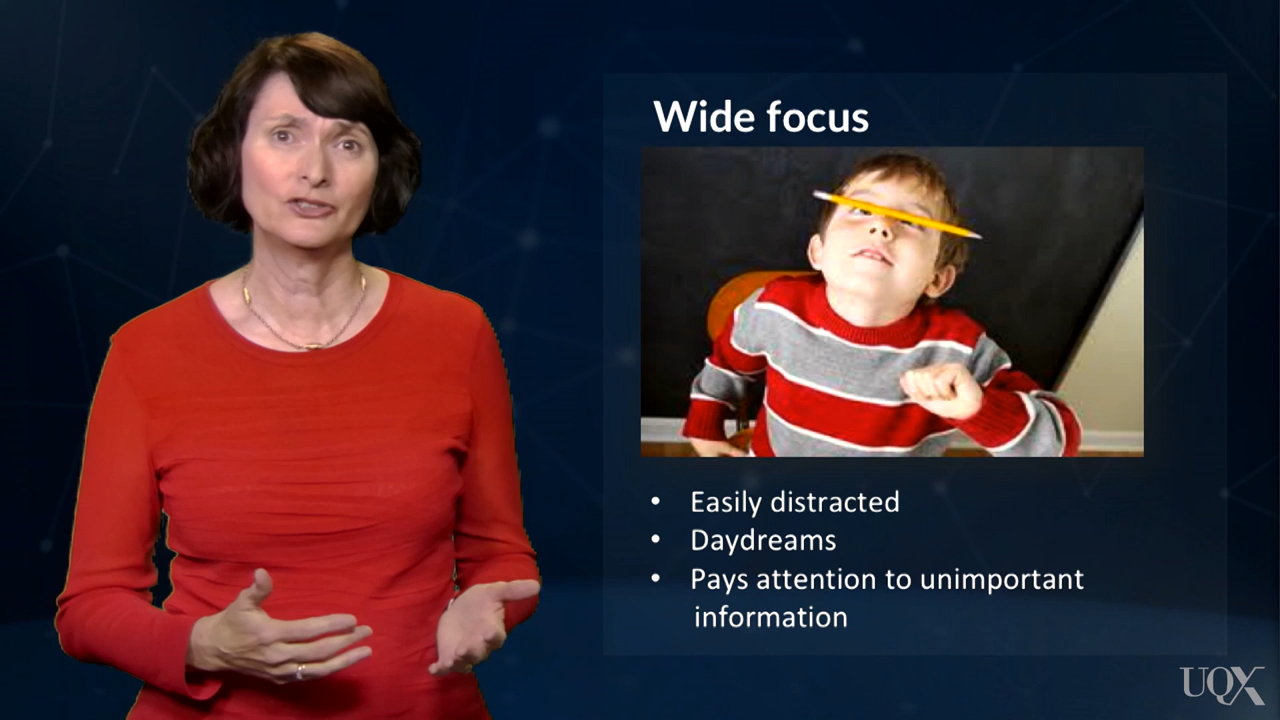 Wide focus
• Easily distracted
• Daydreams
• Pays attention to unimportant
information
UQX